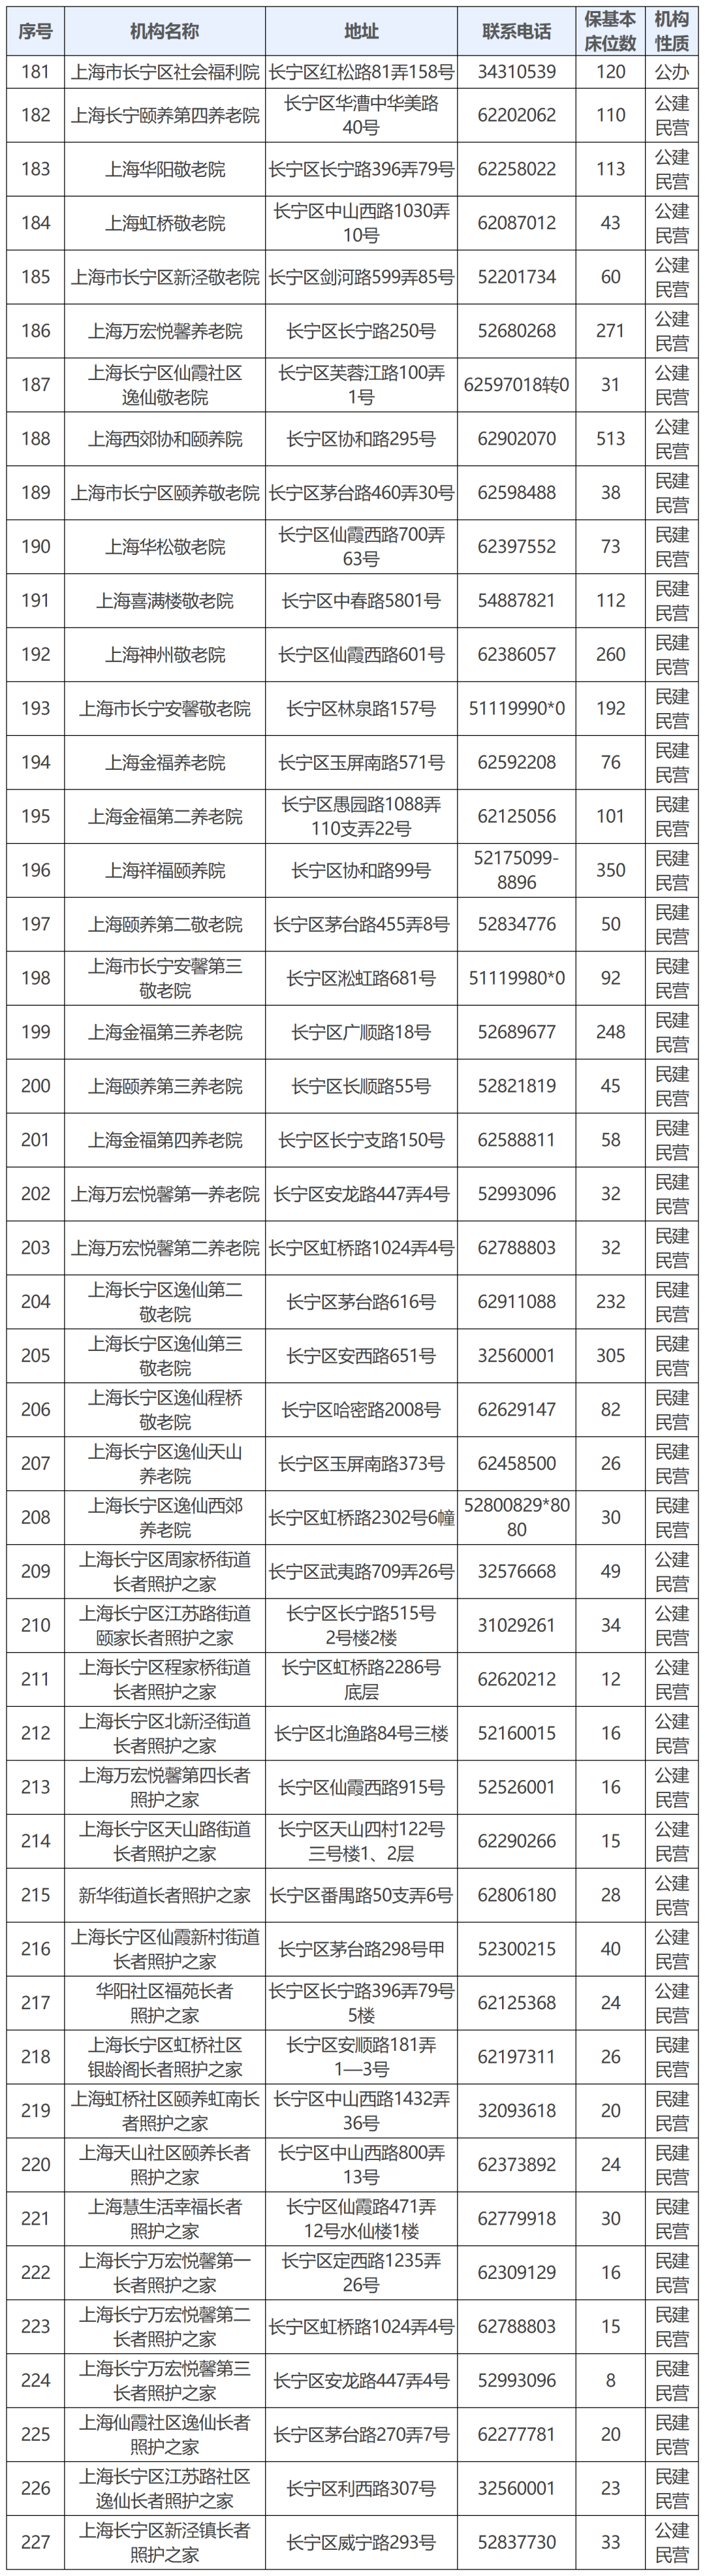 序号 机构名称 地址 联系电话 保基本床位数 机构性质
181 上海市长宁区社会福利院 长宁区红松路81弄158号 34310539 120 公办
182 上海长宁颐养第四养老院 长宁区华漕中华美路40号 62202062 110 公建民营
183 上海华阳敬老院 长宁区长宁路396弄79号 62258022 113 公建民营
184 上海虹桥敬老院 长宁区中山西路1030弄10号 62087012 43 公建民营
185 上海市长宁区新泾敬老院 长宁区剑河路599弄85号 52201734 60 公建民营
186 上海万宏悦馨养老院 长宁区长宁路250号 52680268 271 公建民营
187 上海长宁区仙霞社区逸仙敬老院 长宁区芙蓉江路100弄1号 62597018转0 31 公建民营
188 上海西郊协和颐养院 长宁区协和路295号 62902070 513 公建民营
189 上海市长宁区颐养敬老院 长宁区茅台路460弄30号 62598488 38 民建民营
190 上海华松敬老院 长宁区仙霞西路700弄63号 62397552 73 民建民营
191 上海喜满楼敬老院 长宁区中春路5801号 54887821 112 民建民营
192 上海神州敬老院 长宁区仙霞西路601号 62386057 260 民建民营
193 上海市长宁安馨敬老院 长宁区林泉路157号 51119990*0 192 民建民营
194 上海金福养老院 长宁区玉屏南路571号 62592208 76 民建民营
195 上海金福第二养老院 长宁区愚园路1088弄110支弄22号 62125056 101 民建民营
196 上海祥福颐养院 长宁区协和路99号 52175099-8896 350 民建民营
197 上海颐养第二敬老院 长宁区茅台路455弄8号 52834776 50 民建民营
198 上海市长宁安馨第三敬老院 长宁区淞虹路681号 51119980*0 92 民建民营
199 上海金福第三养老院 长宁区广顺路18号 52689677 248 民建民营
200 上海颐养第三养老院 长宁区长顺路55号 52821819 45 民建民营
201 上海金福第四养老院 长宁区长宁支路150号 62588811 58 民建民营
202 上海万宏悦馨第一养老院 长宁区安龙路447弄4号 52993096 32 民建民营
203 上海万宏悦馨第二养老院 长宁区虹桥路1024弄4号 62788803 32 民建民营
204 上海长宁区逸仙第二敬老院 长宁区茅台路616号 62911088 232 民建民营
205 上海长宁区逸仙第三敬老院 长宁区安西路651号 32560001 305 民建民营
206 上海长宁区逸仙程桥敬老院 长宁区哈密路2008号 62629147 82 民建民营
207 上海长宁区逸仙天山养老院 长宁区玉屏南路373号 62458500 26 民建民营
208 上海长宁区逸仙西郊养老院 长宁区虹桥路2302号6幢 52800829*8080 30 民建民营
209 上海长宁区周家桥街道长者照护之家 长宁区武夷路709弄26号 32576668 49 公建民营
210 上海长宁区江苏路街道颐家长者照护之家 长宁区长宁路515号2号楼2楼 31029261 34 公建民营
211 上海长宁区程家桥街道长者照护之家 长宁区虹桥路2286号底层 62620212 12 公建民营
212 上海长宁区北新泾街道长者照护之家 长宁区北渔路84号三楼 52160015 16 公建民营
213 上海万宏悦馨第四长者照护之家 长宁区仙霞西路915号 52526001 16 公建民营
214 上海长宁区天山路街道长者照护之家 长宁区天山四村122号三号楼1、2层 62290266 15 公建民营
215 新华街道长者照护之家 长宁区番禺路50支弄6号 62806180 28 公建民营
216 上海长宁区仙霞新村街道长者照护之家 长宁区茅台路298号甲 52300215 40 公建民营
217 华阳社区福苑长者照护之家 长宁区长宁路396弄79号5楼 62125368 24 公建民营
218 上海长宁区虹桥社区银龄阁长者照护之家 长宁区安顺路181弄1—3号 62197311 26 民建民营
219 上海虹桥社区颐养虹南长者照护之家 长宁区中山西路1432弄36号 32093618 20 民建民营
220 上海天山社区颐养长者照护之家 长宁区中山西路800弄13号 62373892 24 民建民营
221 上海慧生活幸福长者照护之家 长宁区仙霞路471弄12号水仙楼1楼 62779918 30 民建民营
222 上海长宁万宏悦馨第一长者照护之家 长宁区定西路1235弄26号 62309129 16 民建民营
223 上海长宁万宏悦馨第二长者照护之家 长宁区虹桥路1024弄4号 62788803 15 民建民营
224 上海长宁万宏悦馨第三长者照护之家 长宁区安龙路447弄4号 52993096 8 民建民营
225 上海仙霞社区逸仙长者照护之家 长宁区茅台路270弄7号 62277781 20 民建民营
226 上海长宁区江苏路社区逸仙长者照护之家 长宁区利西路307号 32560001 23 民建民营
227 上海长宁区新泾镇长者照护之家 长宁区威宁路293号 52837730 33 公建民营